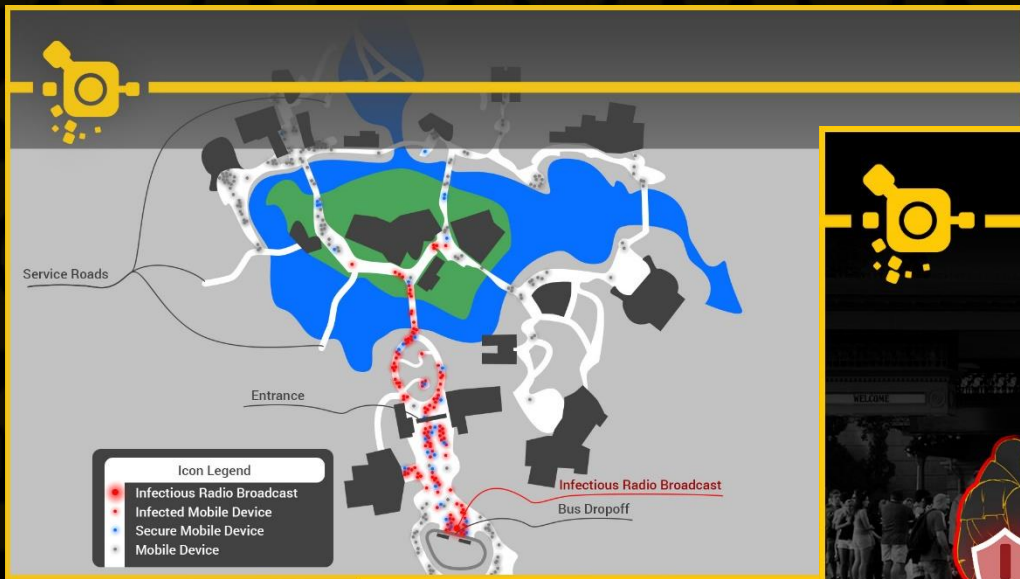 Service Roads
Entrance
Icon Legend
Infectious Radio Broadcast
Infected Mobile Device
Secure Mobile Device
Mobile Device
Infectious Radio Broadcast
Bus Dropoff
WELCOME